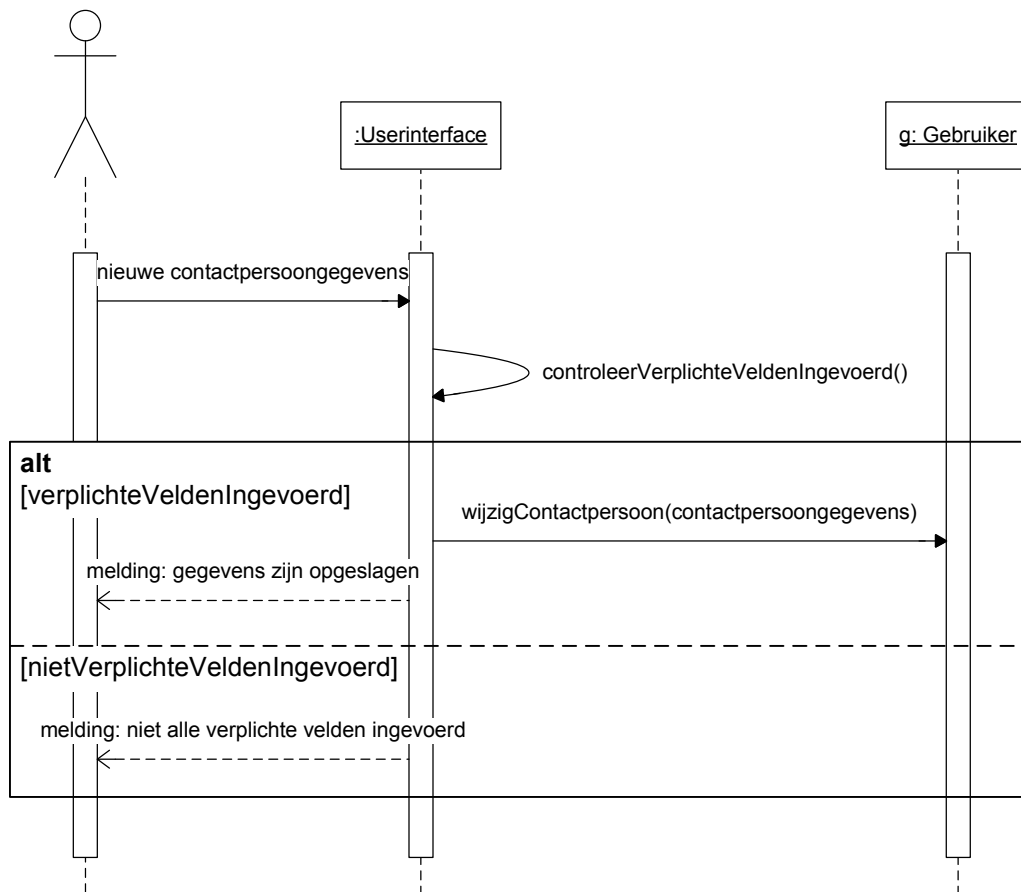 :Userinterface
g: Gebruiker
nieuwe contactpersoongegevens
controleerVerplichteVeldenIngevoerd()
alt
[verplichteVeldenIngevoerd]
wijzigContactpersoon(contactpersoongegevens)
melding: gegevens zijn opgeslagen
[nietVerplichteVeldenIngevoerd]
melding: niet alle verplichte velden ingevoerd